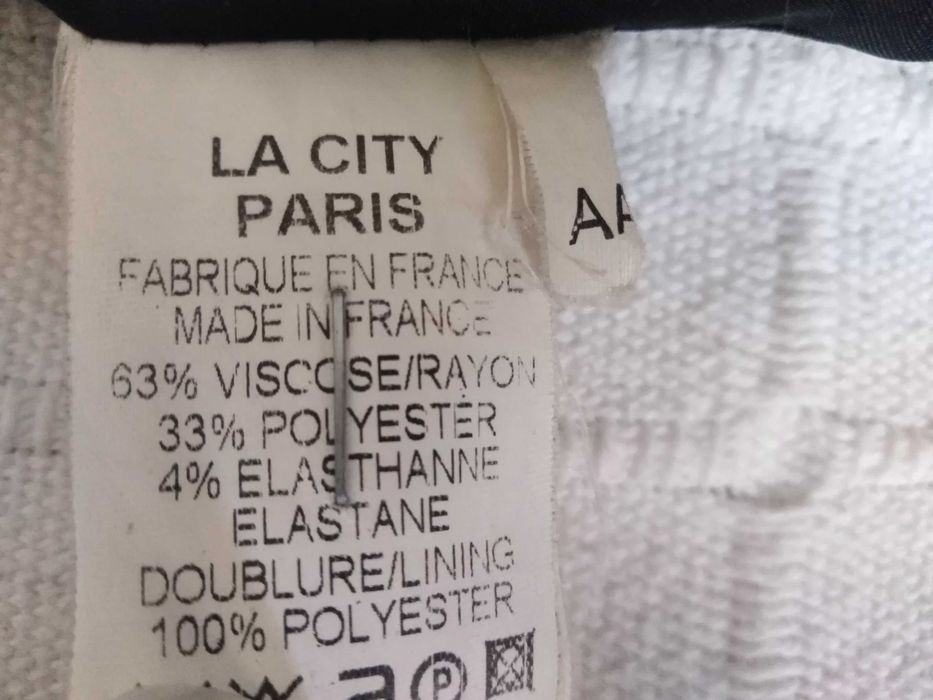 LA CITY
PARIS
FABRIQUE EN FRANCE
MADE IN FRANCE
63% VISCOSE/RAYON
33% POLYESTER
4% ELASTHANNE
ELASTANE
DOUBLURE/LINING
100% POLYESTER
P
AA